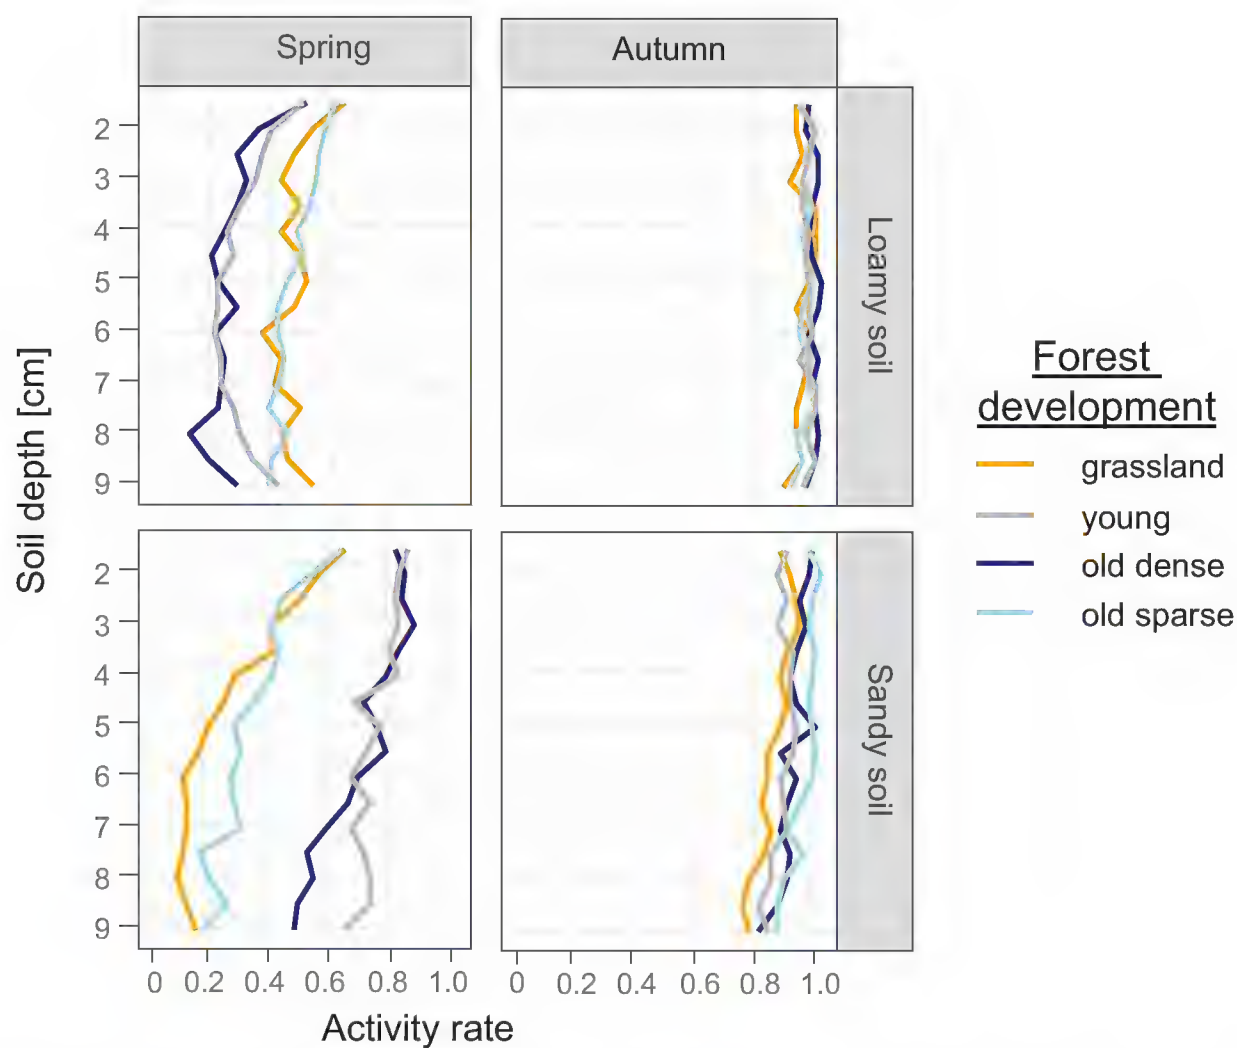 Spring
Autumn
2
3
4
5
6
7
8
9
Loamy soil
Soil depth [cm]
2
3
4
5
6
7
8
9
Sandy soil
0 0.2 0.4 0.6 0.8 1.0
0 0.2 0.4 0.6 0.8 1.0
Activity rate
Forest
development
grassland
young
old dense
old sparse